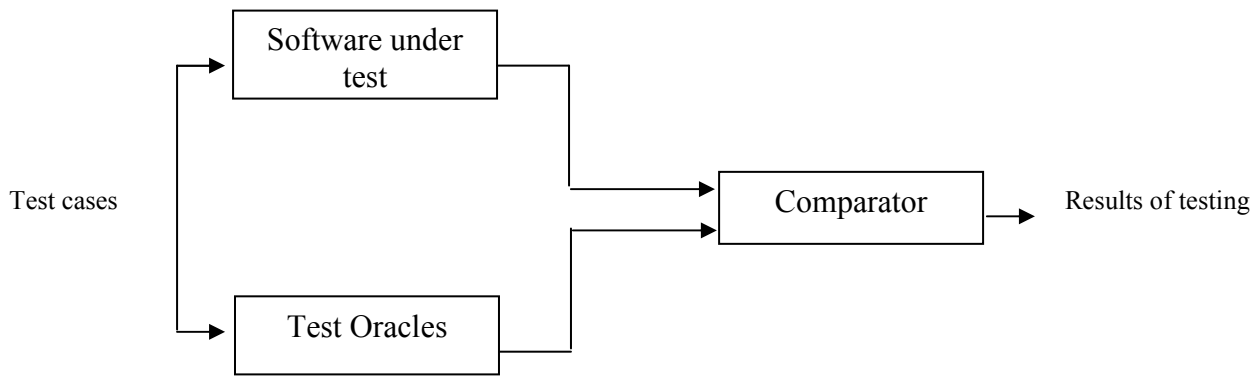 Software under
test
Test cases
Comparator
Results of testing
Test Oracles